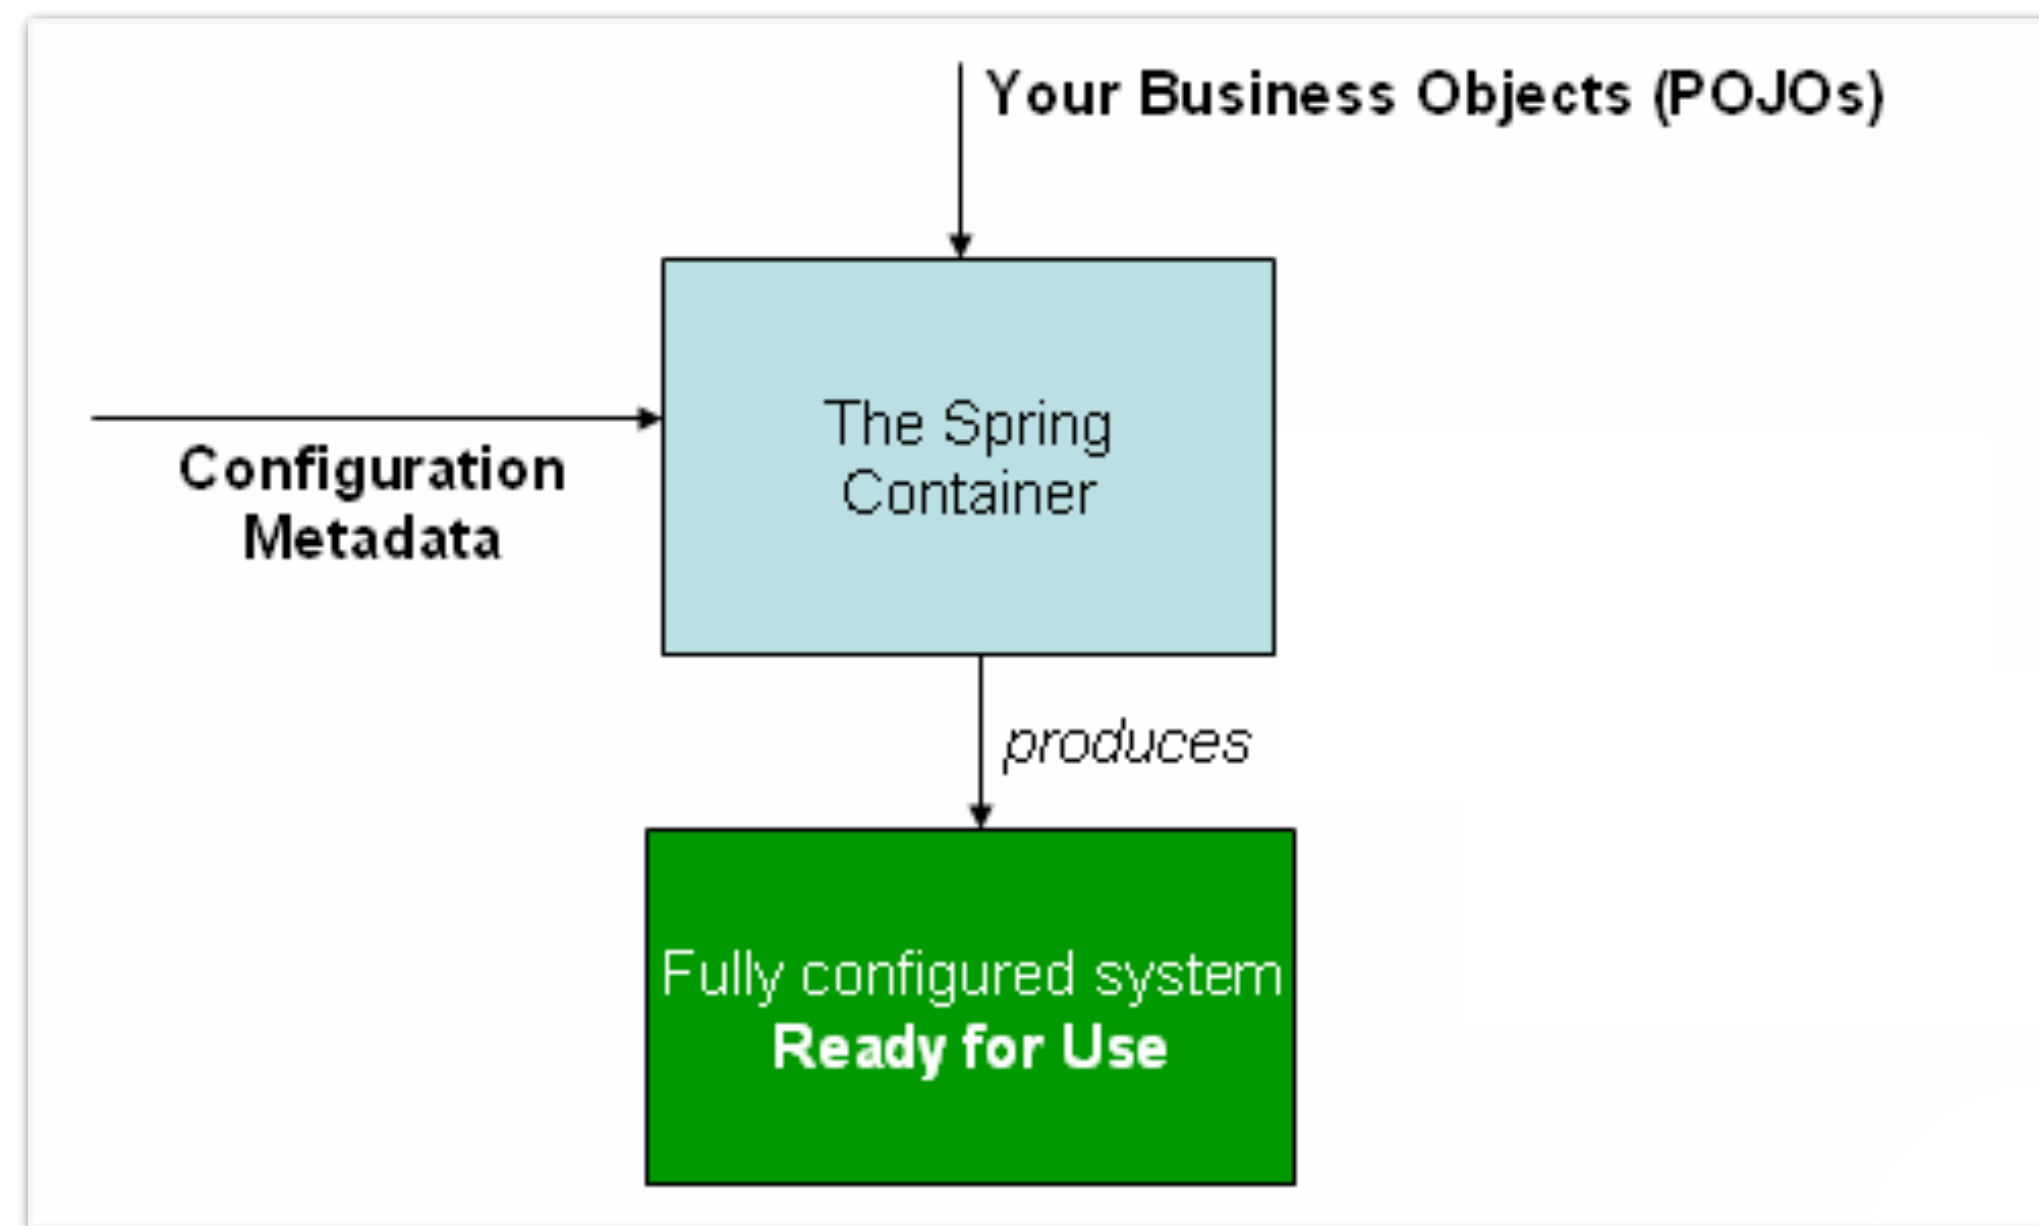 Your Business Objects (POJOs)
The Spring
Container
Configuration
Metadata
produces
Fully configured system
Ready for Use